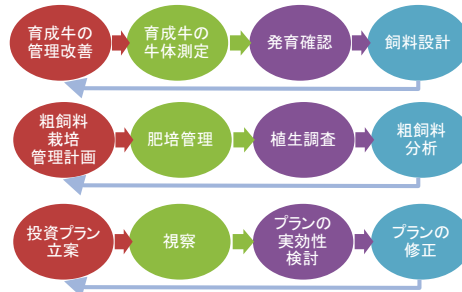 育成牛の
管理改善
育成牛の
牛体測定
発育確認
飼料設計
粗飼料
栽培
管理計画
肥培管理
植生調査
粗飼料
分析
投資プラン
立案
視察
プランの
実効性
検討
プランの
修正